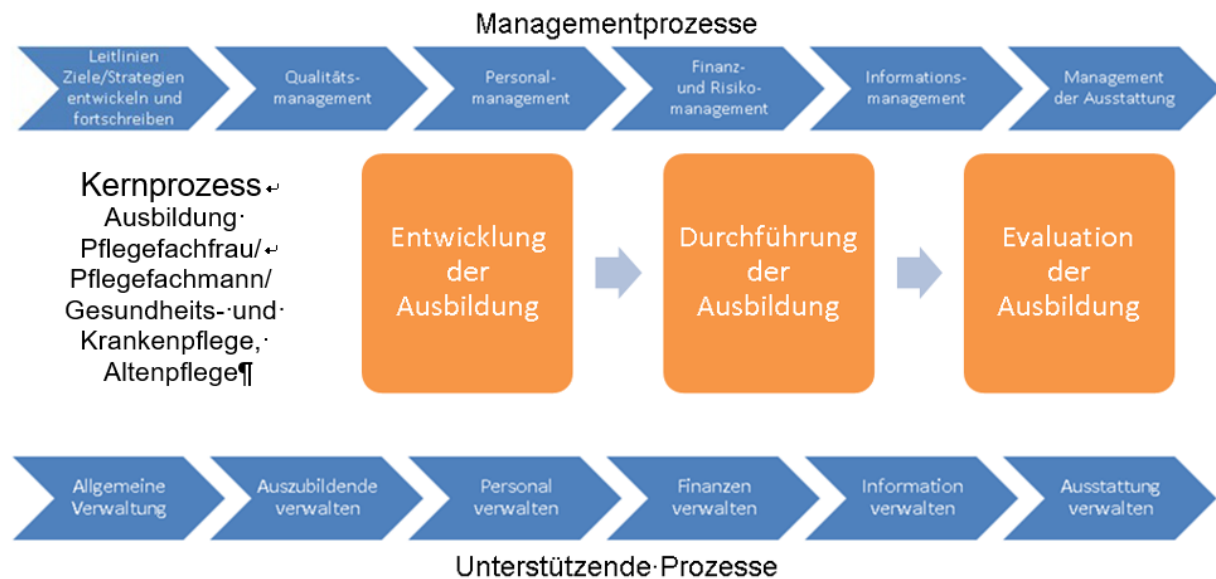 Managementprozesse
Leitlinien
Ziele/Strategien
entwickeln und
fortschreiben
Qualitäts-
management
Personal-
management
Finanz-
und Risiko-
management
Informations-
management
Management
der Ausstattung
Kernprozess↵
Ausbildung·
Pflegefachfrau/↵
Pflegefachmann/
Gesundheits-·und·
Krankenpflege,·
Altenpflege¶
Entwicklung
der
Ausbildung
Durchführung
der
Ausbildung
Evaluation
der
Ausbildung
Allgemeine
Verwaltung
Auszubildende
verwalten
Personal
verwalten
Finanzen
verwalten
Information
verwalten
Ausstattung
verwalten
Unterstützende·Prozesse